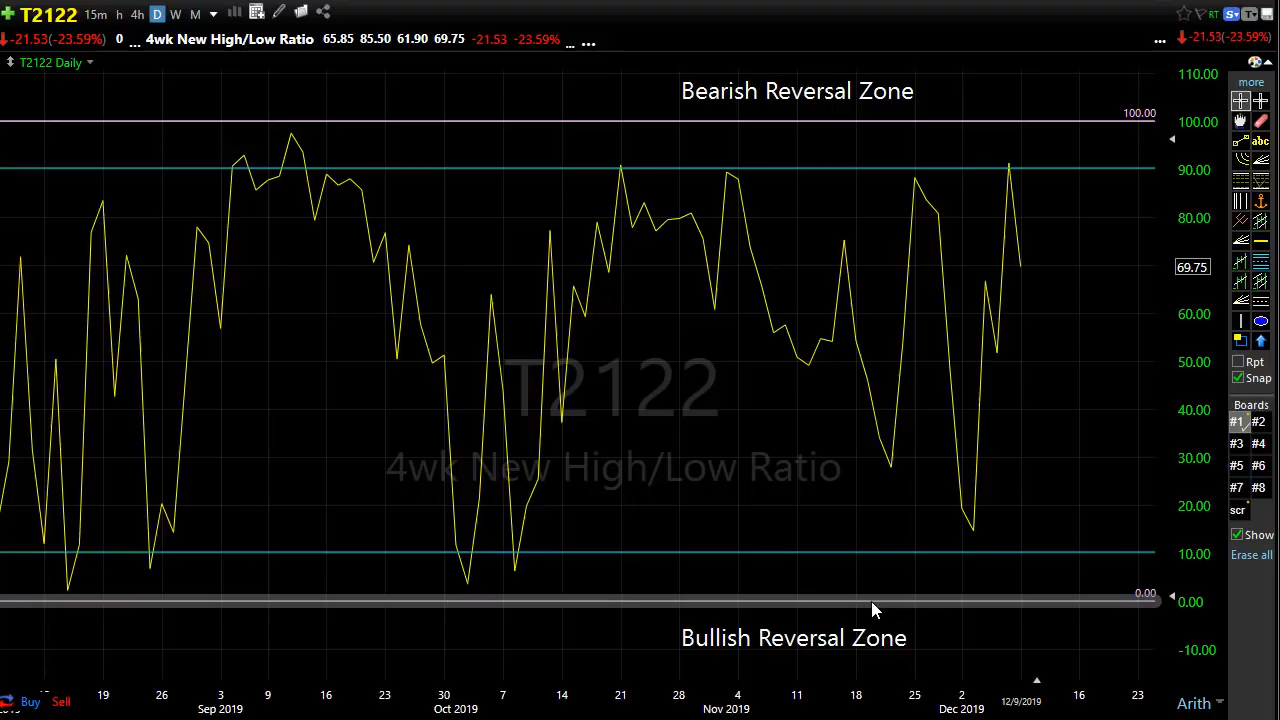 T2122 15m h 4h D W M RT S T
-21.53(-23.59%) 0 ... 4wk New High/Low Ratio 65.85 85.50 61.90 69.75 -21.53 -23.59% ... ... ... -21.53(-23.59%)
T2122 Daily
more
110.00
Bearish Reversal Zone
100.00
100.00
abc
90.00
80.00
69.75
60.00
50.00
Rpt
Snap
T2122
Boards
40.00
#1 #2
#3 #4
4wk New High/Low Ratio
30.00
#5 #6
#7 #8
20.00
scr
Show
10.00
Erase all
0.00
0.00
Bullish Reversal Zone
-10.00
19 26 3 9 16 23 30 7 14 21 28 4 11 18 25 2 16 23
Buy Sell
Sep 2019 Oct 2019 Nov 2019 Dec 2019 12/9/2019
Arith